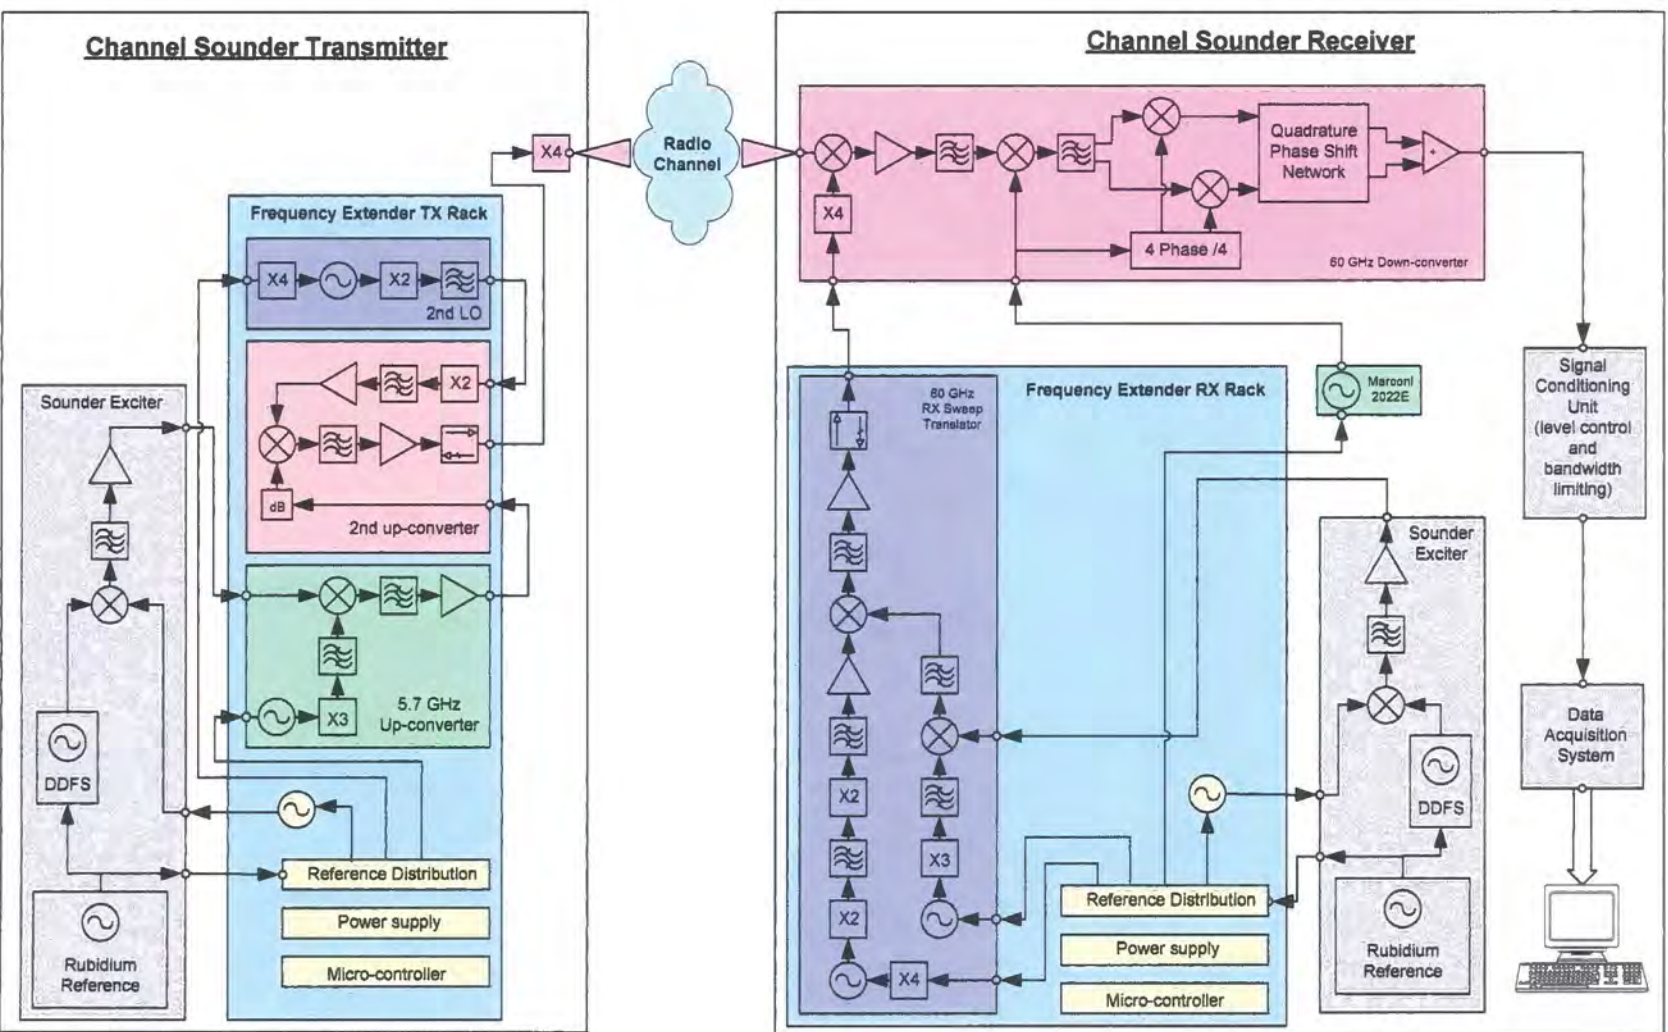 Channel Sounder Transmitter
X4
Radio
Channel
Frequency Extender TX Rack
X4
X2
2nd LO
X2
dB
2nd up-converter
X3
5.7 GHz
Up-converter
Sounder Exciter
DDFS
Rubidium
Reference
Reference Distribution
Power supply
Micro-controller
Channel Sounder Receiver
X4
4 Phase /4
Quadrature
Phase Shift
Network
+
60 GHz Down-converter
Frequency Extender RX Rack
60 GHz
RX Sweep
Translator
X2
X2
X4
X3
Reference Distribution
Power supply
Micro-controller
Marconi
2022E
Sounder
Exciter
DDFS
Rubidium
Reference
Signal
Conditioning
Unit
(level control
and
bandwidth
limiting)
Data
Acquisition
System